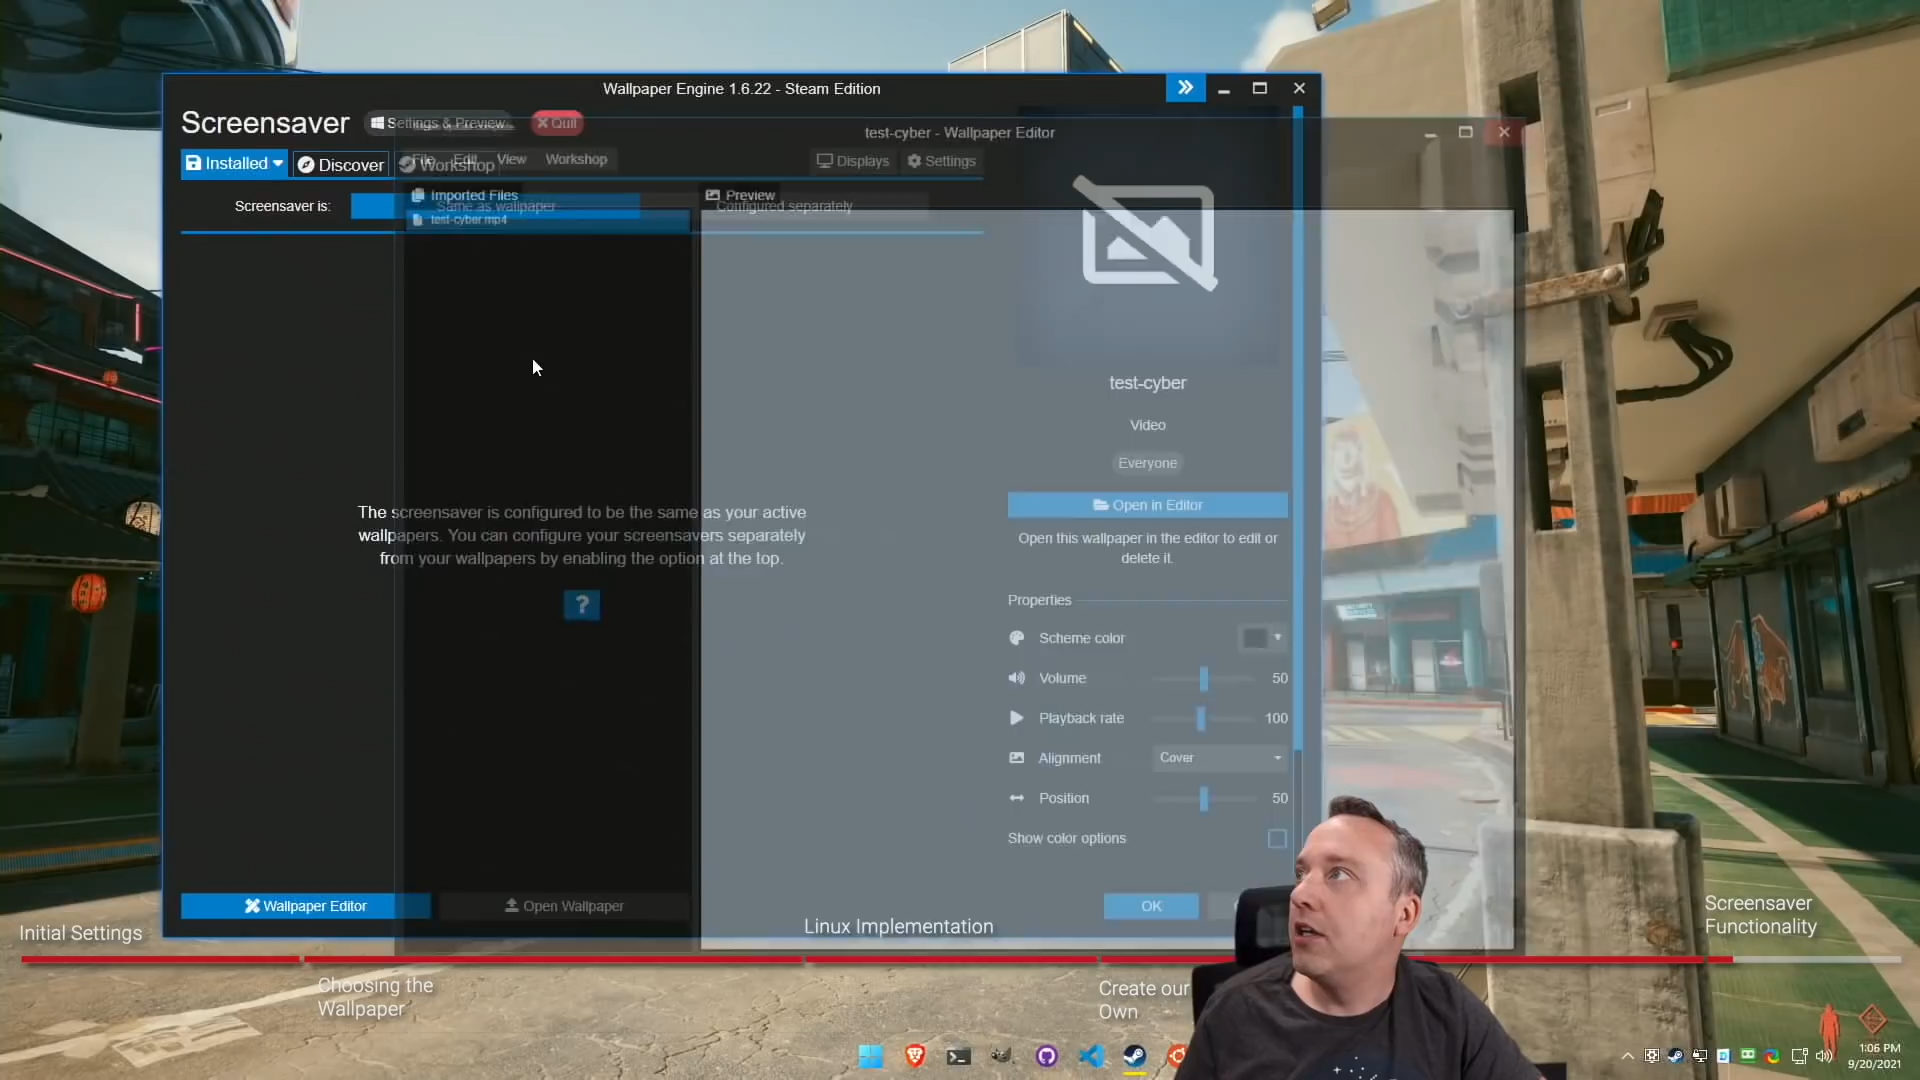 Wallpaper Engine 1.6.22 - Steam Edition
Screensaver
Settings & Preview
Quit
test-cyber - Wallpaper Editor
Installed
Discover
Workshop
File
Edit
View
Workshop
Displays
Settings
Imported Files
Preview
Screensaver is:
Same as wallpaper
Configured separately
test-cyber.mp4
test-cyber
Video
Everyone
Open in Editor
The screensaver is configured to be the same as your active
wallpapers. You can configure your screensavers separately
from your wallpapers by enabling the option at the top.
?
Open this wallpaper in the editor to edit or
delete it.
Properties
Scheme color
Volume
50
Playback rate
100
Alignment
Cover
Position
50
Show color options
Wallpaper Editor
Open Wallpaper
OK
Initial Settings
Choosing the
Wallpaper
Linux Implementation
Create our
Own
Screensaver
Functionality
1:06 PM
9/20/2021